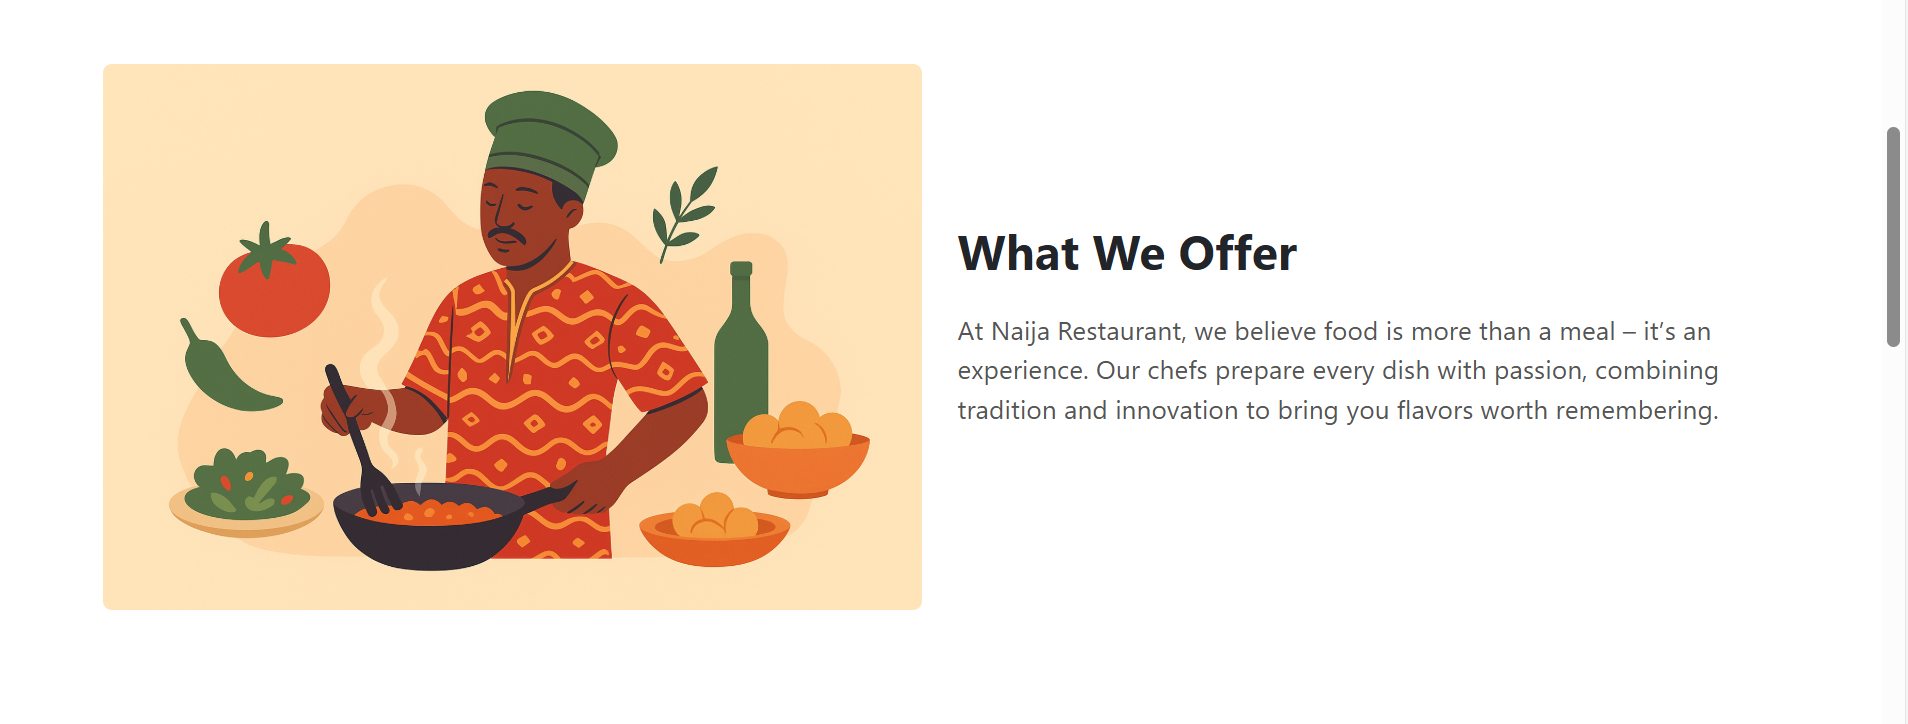 What We Offer
At Naija Restaurant, we believe food is more than a meal – it’s an
experience. Our chefs prepare every dish with passion, combining
tradition and innovation to bring you flavors worth remembering.